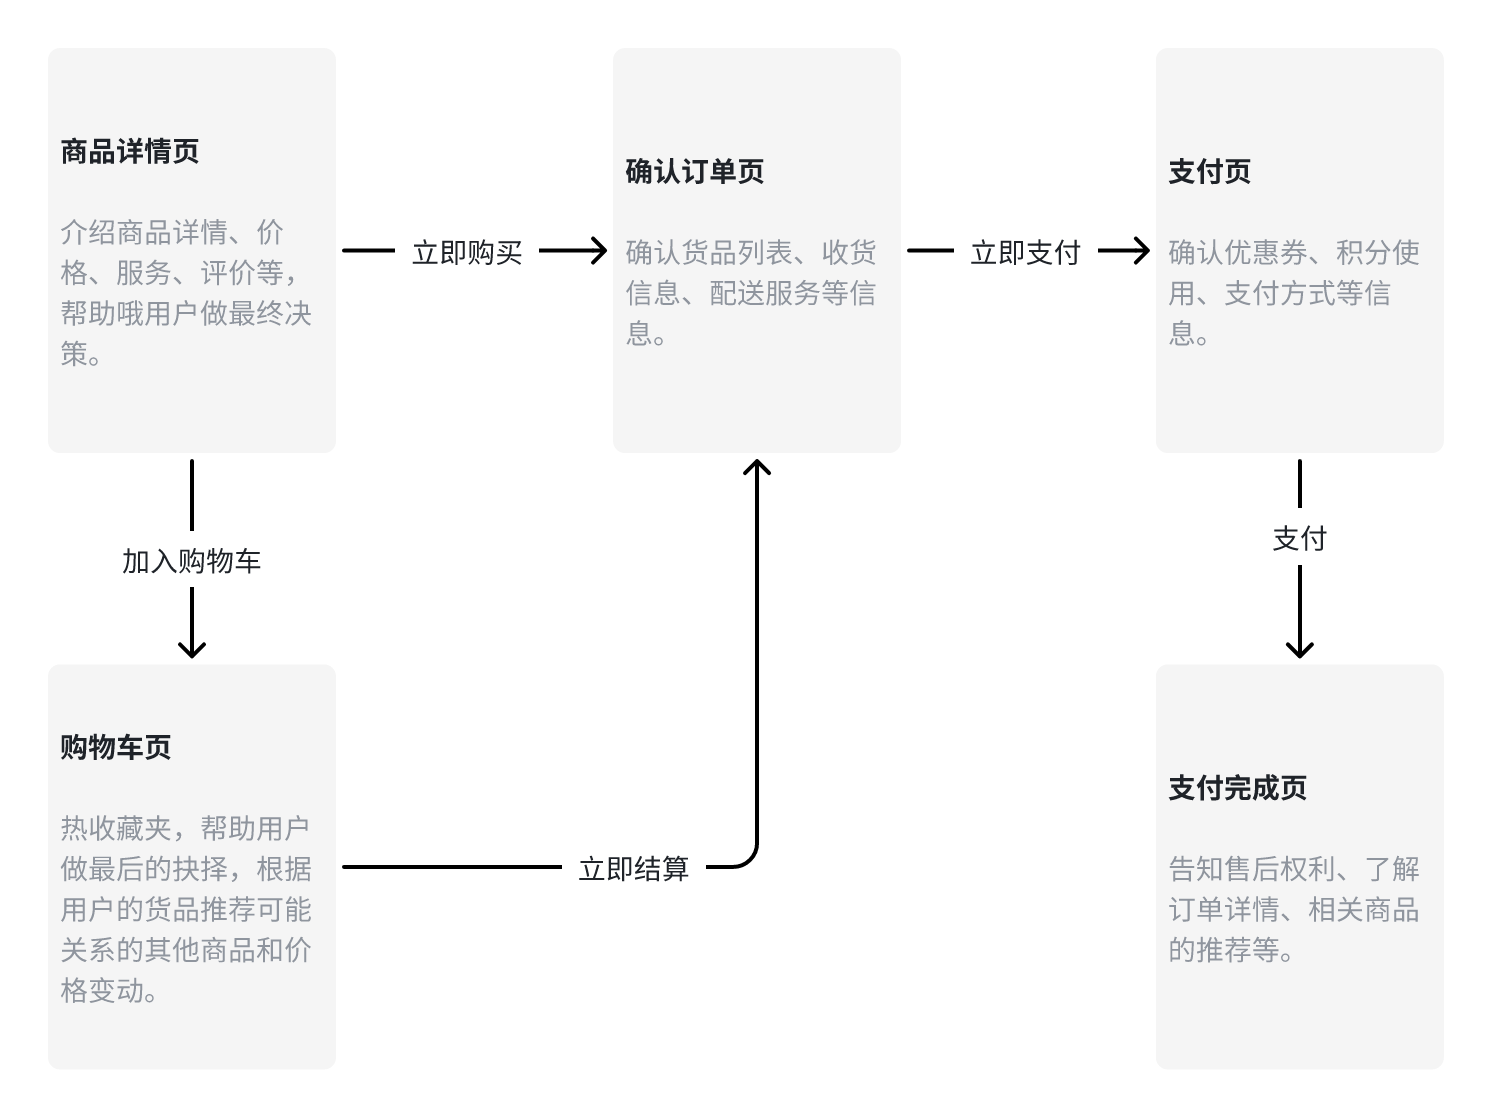 商品详情页
介绍商品详情、价
格、服务、评价等，
帮助哦用户做最终决
策。
立即购买
确认订单页
确认货品列表、收货
信息、配送服务等信
息。
立即支付
支付页
确认优惠券、积分使
用、支付方式等信
息。
加入购物车
支付
购物车页
热收藏夹，帮助用户
做最后的抉择，根据
用户的货品推荐可能
关系的其他商品和价
格变动。
立即结算
支付完成页
告知售后权利、了解
订单详情、相关商品
的推荐等。